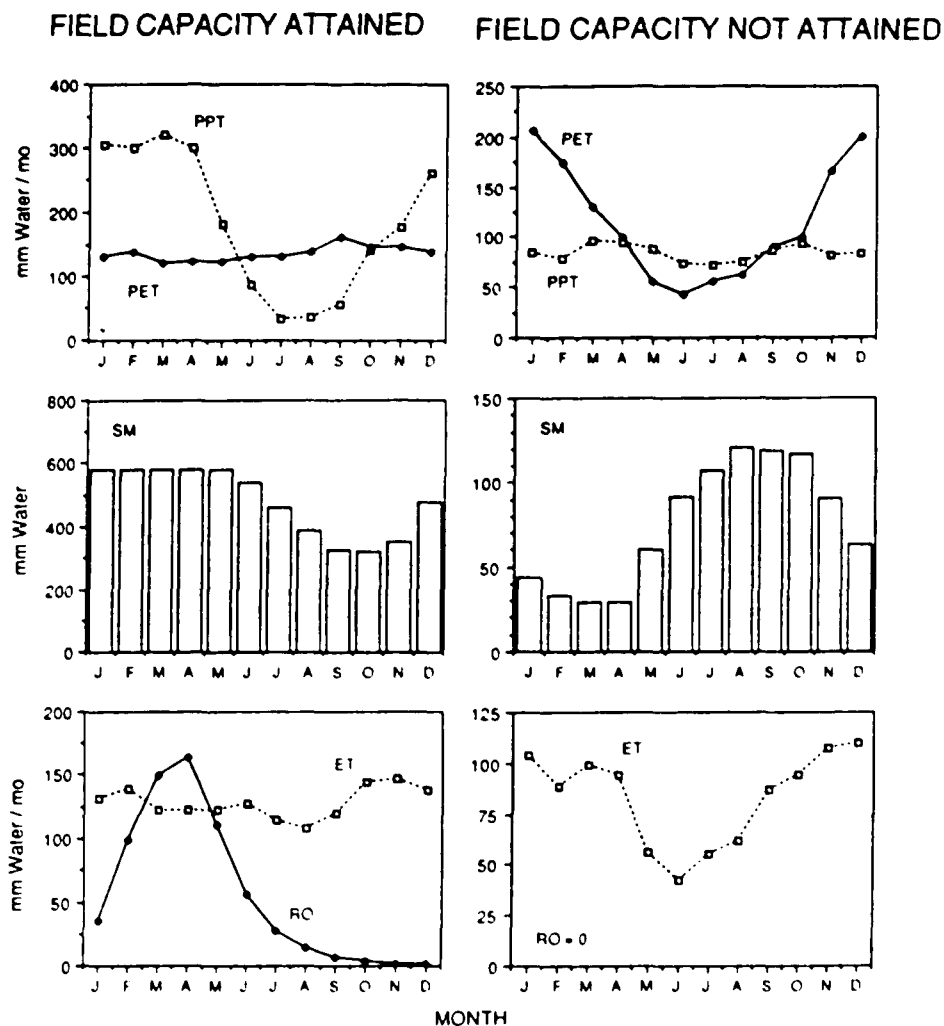 FIELD CAPACITY ATTAINED
FIELD CAPACITY NOT ATTAINED
400
300
200
100
0
mm Water / mo
PPT
PET
J F M A M J J A S O N D
250
200
150
100
50
0
PET
PPT
J F M A M J J A S O N D
800
600
400
200
0
mm Water
SM
J F M A M J J A S O N D
150
100
50
0
SM
J F M A M J J A S O N D
200
150
100
50
0
mm Water / mo
ET
RO
J F M A M J J A S O N D
125
100
75
50
25
0
ET
RO = 0
J F M A M J J A S O N D
MONTH